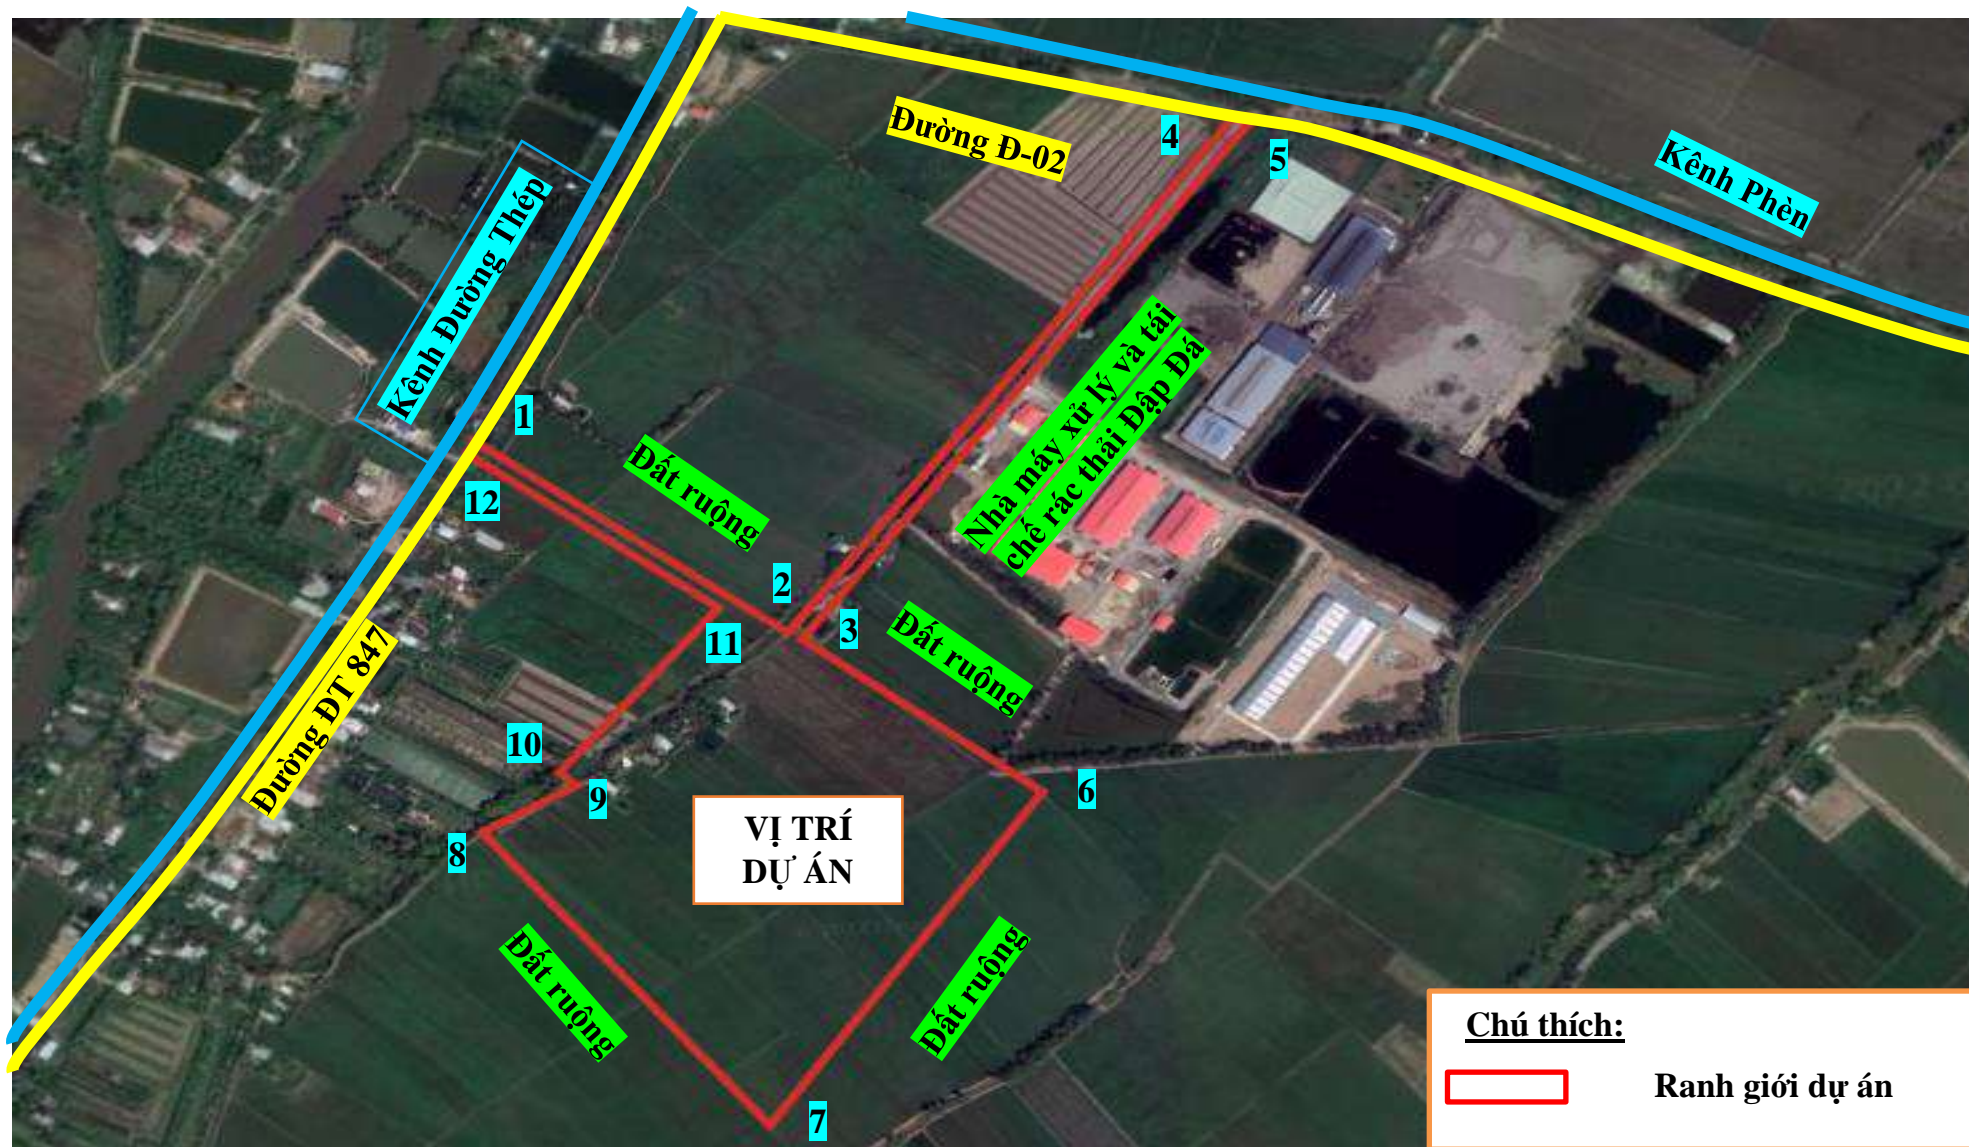 Đường Đ-02
4
5
Kênh Phèn
Kênh Đường Thép
1
12
Đất ruộng
Nhà máy xử lý và tái
chế rác thải Đập Đá
2
3
11
Đất ruộng
Đường ĐT 847
10
9
8
6
VỊ TRÍ
DỰ ÁN
Đất ruộng
Đất ruộng
7
Chú thích:
Ranh giới dự án